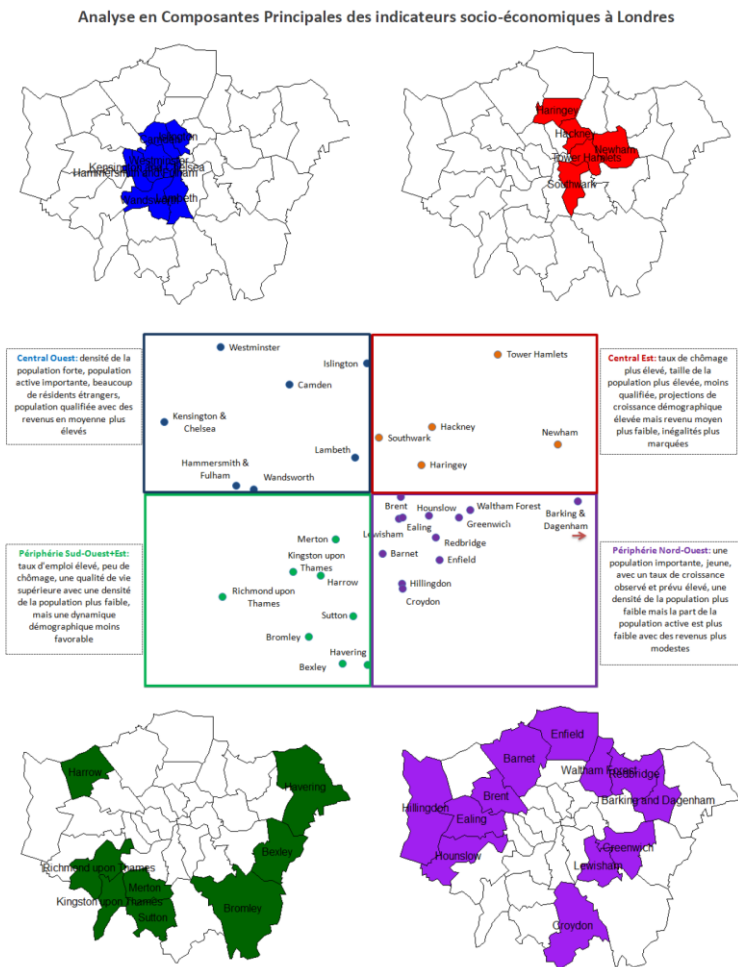 Analyse en Composantes Principales des indicateurs socio-économiques à Londres
Islington
Westminster
Kensington and Chelsea
Hammersmith and Fulham
Wandsworth
Lambeth
Haringey
Hackney
Newham
Tower Hamlets
Southwark
Central Ouest: densité de la
population forte, population
active importante, beaucoup
de résidents étrangers,
population qualifiée avec des
revenus en moyenne plus
élevés
Westminster
Islington
Camden
Kensington &
Chelsea
Lambeth
Hammersmith &
Fulham
Wandsworth
Tower Hamlets
Hackney
Southwark
Newham
Haringey
Central Est: taux de chômage
plus élevé, taille de la
population plus élevée, moins
qualifiée, projections de
croissance démographique
élevée mais revenu moyen
plus faible, inégalités plus
marquées
Périphérie Sud-Ouest+Est:
taux d'emploi élevé, peu de
chômage, une qualité de vie
supérieure avec une densité
de la population plus faible,
mais une dynamique
démographique moins
favorable
Merton
Kingston upon
Thames
Harrow
Richmond upon
Thames
Sutton
Bromley
Havering
Bexley
Brent
Hounslow
Waltham Forest
Barking &
Dagenham
Lewisham
Ealing
Greenwich
Redbridge
Barnet
Enfield
Hillingdon
Croydon
Périphérie Nord-Ouest: une
population importante, jeune,
avec un taux de croissance
observé et prévu élevé, une
densité de la population plus
faible mais la part de la
population active est plus
faible avec des revenus plus
modestes
Harrow
Havering
Bexley
Richmond upon Thames
Merton
Kingston upon Thames
Sutton
Bromley
Enfield
Barnet
Waltham Forest
Redbridge
Brent
Hillingdon
Barking and Dagenham
Ealing
Greenwich
Hounslow
Lewisham
Croydon